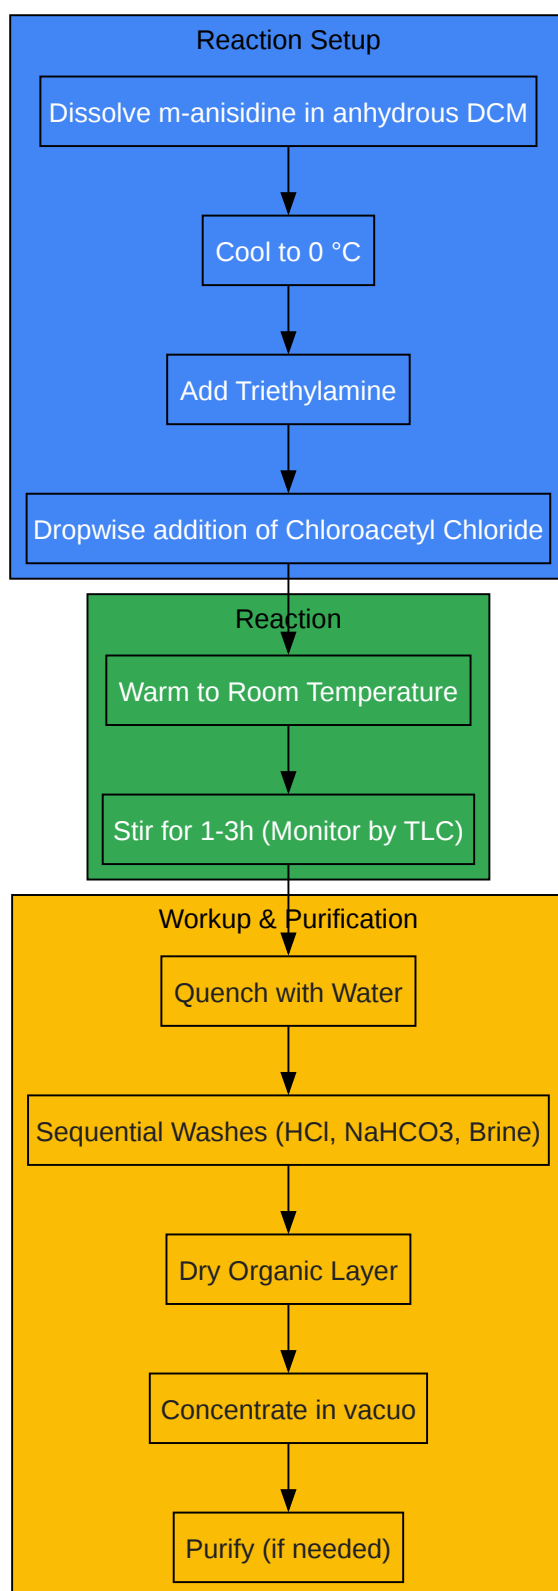 Reaction Setup
Dissolve m-anisidine in anhydrous DCM
Cool to 0 °C
Add Triethylamine
Dropwise addition of Chloroacetyl Chloride
Reaction
Warm to Room Temperature
Stir for 1-3h (Monitor by TLC)
Workup & Purification
Quench with Water
Sequential Washes (HCl, NaHCO3, Brine)
Dry Organic Layer
Concentrate in vacuo
Purify (if needed)